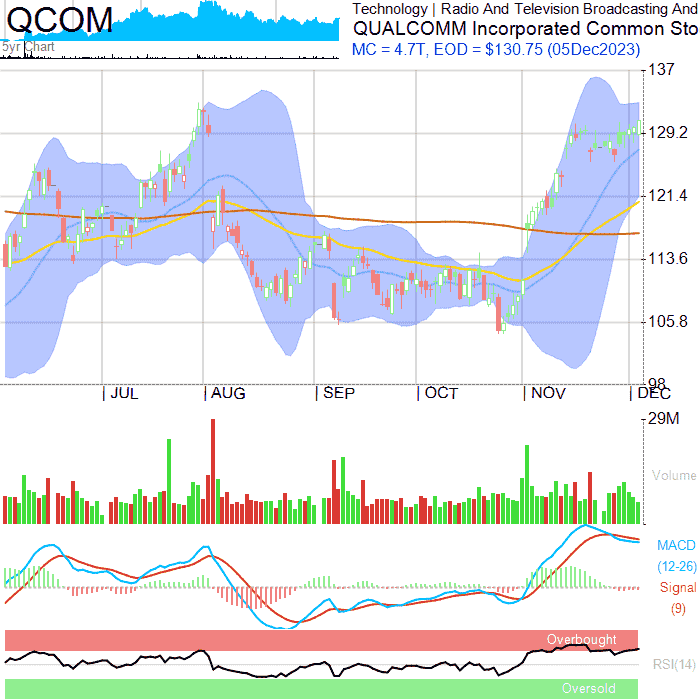 QCOM
Technology | Radio And Television Broadcasting And
QUALCOMM Incorporated Common Sto
MC = 4.7T, EOD = $130.75 (05Dec2023)
5yr Chart
137
129.2
121.4
113.6
105.8
98
JUL
AUG
SEP
OCT
NOV
DEC
29M
Volume
MACD
(12-26)
Signal
(9)
Overbought
RSI(14)
Oversold